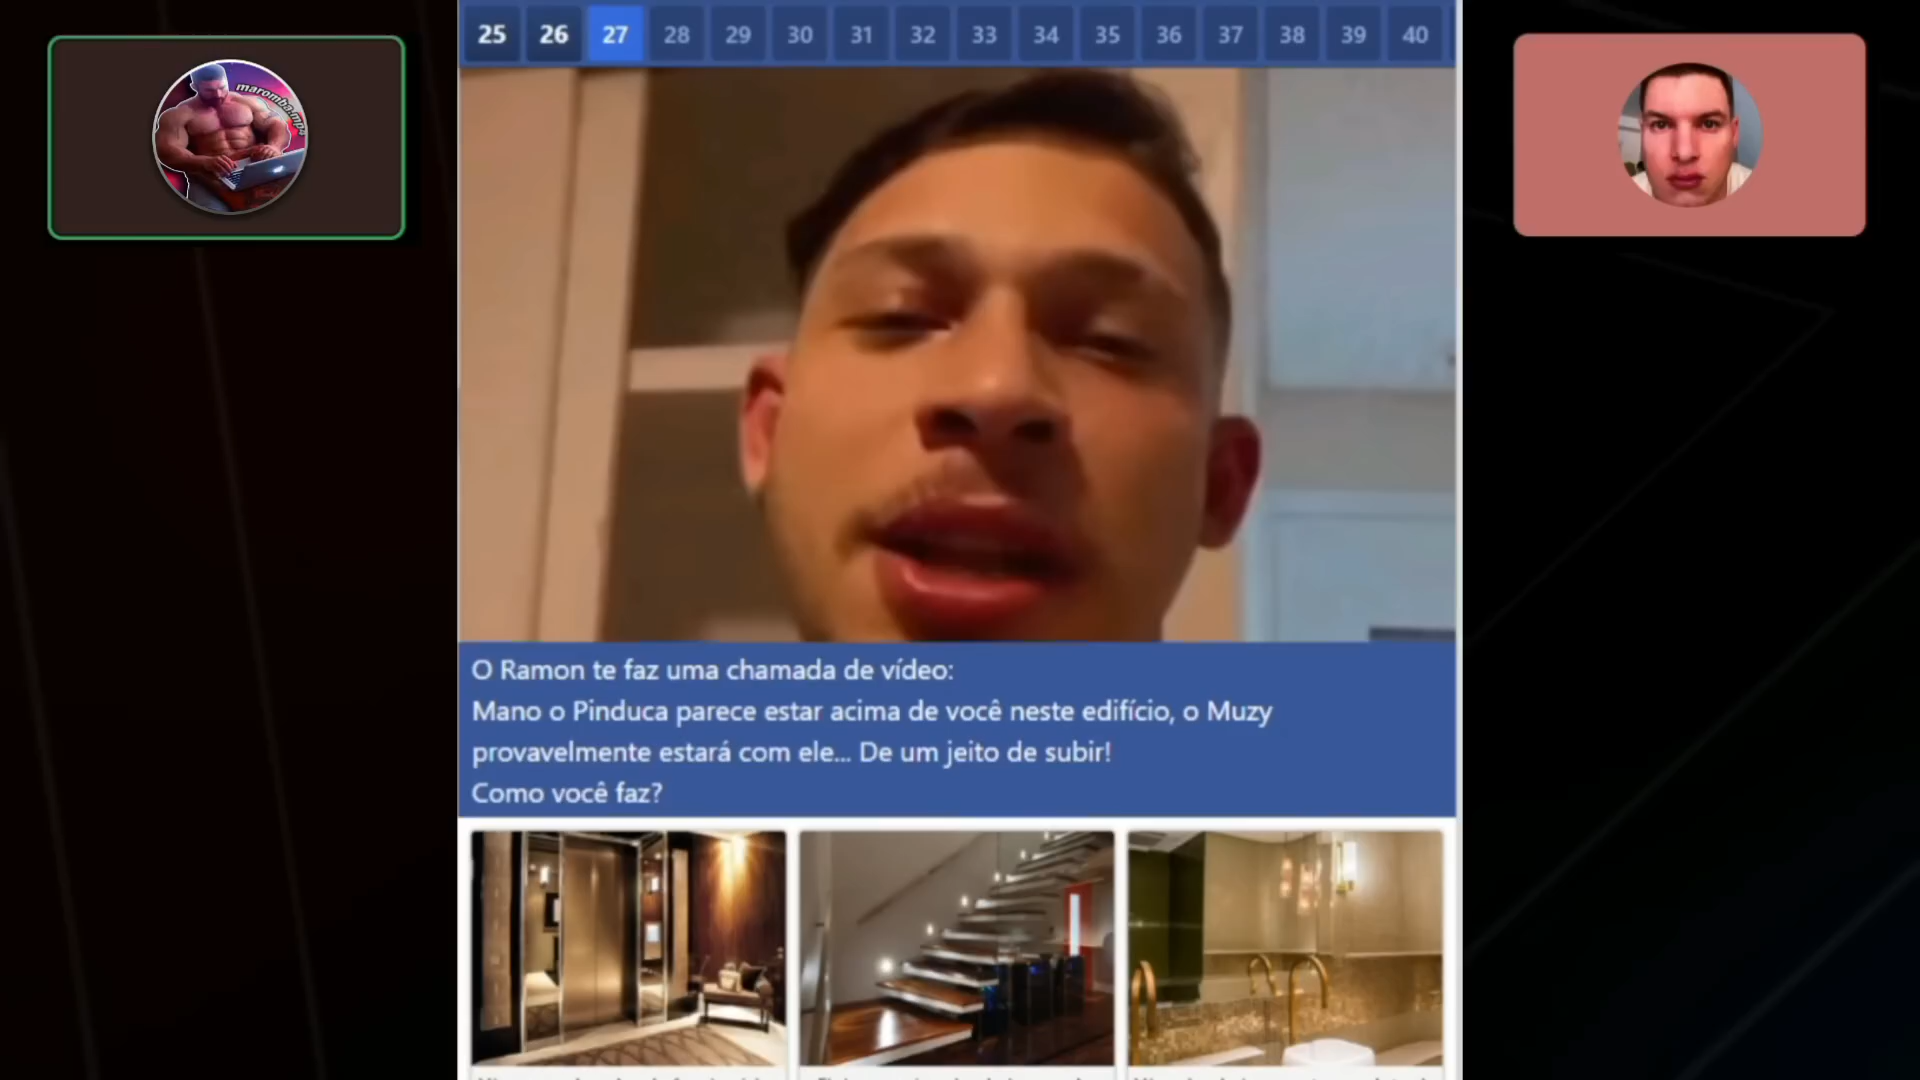 25 26 27 28 29 30 31 32 33 34 35 36 37 38 39 40
maromba.mp4
O Ramon te faz uma chamada de vídeo:
Mano o Pinduca parece estar acima de você neste edifício, o Muzy
provavelmente estará com ele... De um jeito de subir!
Como você faz?